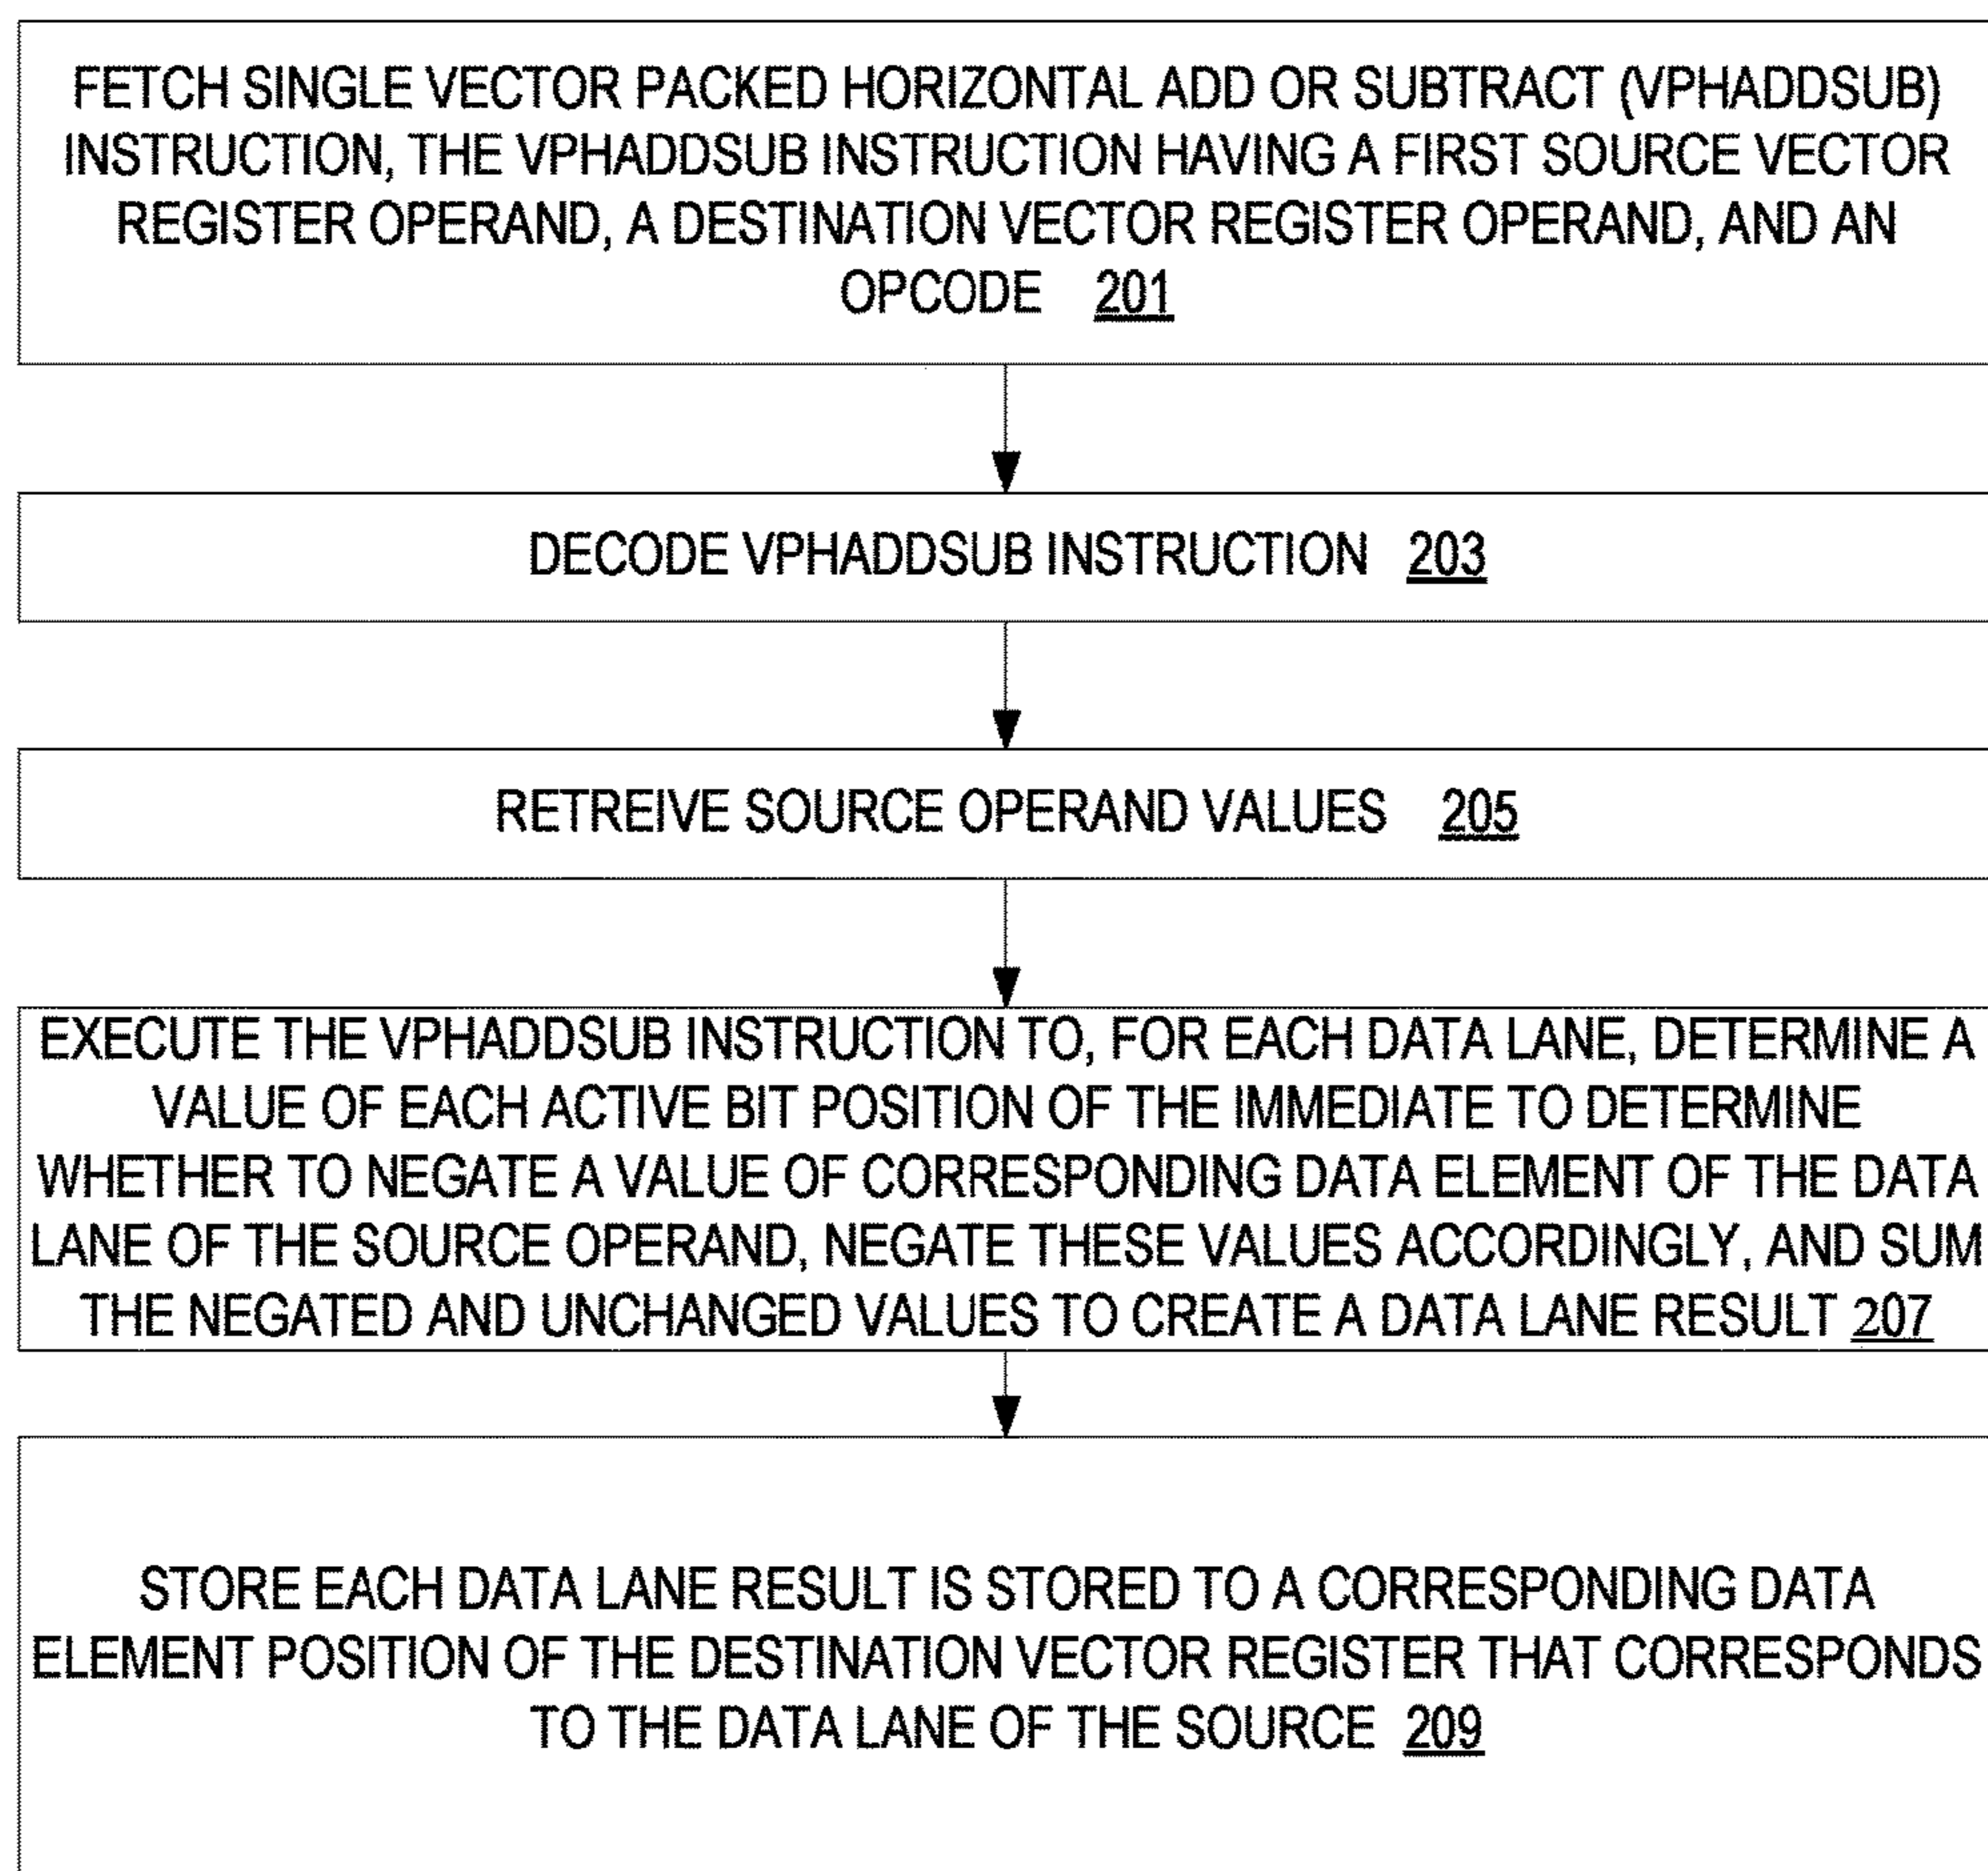 FETCH SINGLE VECTOR PACKED HORIZONTAL ADD OR SUBTRACT (VPHADDSUB)
INSTRUCTION, THE VPHADDSUB INSTRUCTION HAVING A FIRST SOURCE VECTOR
REGISTER OPERAND, A DESTINATION VECTOR REGISTER OPERAND, AND AN
OPCODE 201
DECODE VPHADDSUB INSTRUCTION 203
RETREIVE SOURCE OPERAND VALUES 205
EXECUTE THE VPHADDSUB INSTRUCTION TO, FOR EACH DATA LANE, DETERMINE A
VALUE OF EACH ACTIVE BIT POSITION OF THE IMMEDIATE TO DETERMINE
WHETHER TO NEGATE A VALUE OF CORRESPONDING DATA ELEMENT OF THE DATA
LANE OF THE SOURCE OPERAND, NEGATE THESE VALUES ACCORDINGLY, AND SUM
THE NEGATED AND UNCHANGED VALUES TO CREATE A DATA LANE RESULT 207
STORE EACH DATA LANE RESULT IS STORED TO A CORRESPONDING DATA
ELEMENT POSITION OF THE DESTINATION VECTOR REGISTER THAT CORRESPONDS
TO THE DATA LANE OF THE SOURCE 209